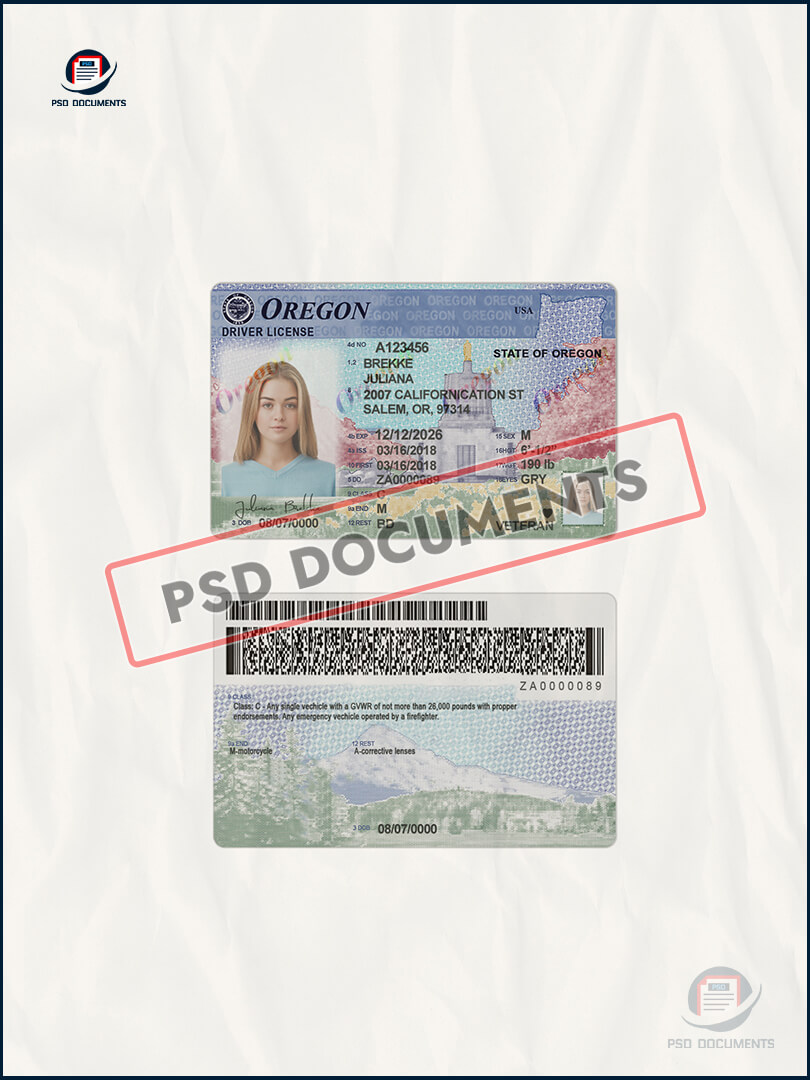 PSD
PSD DOCUMENTS
OREGON
USA
DRIVER LICENSE
STATE OF OREGON
4d NO A123456
1,2 BREKKE
JULIANA
8 2007 CALIFORNICATION ST
SALEM, OR, 97314
4b EXP 12/12/2026
15 SEX M
4a ISS 03/16/2018
16 HGT 6'-1/2"
10 FIRST 03/16/2018
17 WGT 190 lb
5 DD ZA0000089
18 EYES GRY
9 CLASS C
9a END M
3 DOB 08/07/0000
12 REST
VETERAN
PSD DOCUMENTS
ZA0000089
9 CLASS
Class: C - Any single vechicle with a GVWR of not more than 26,000 pounds with propper
endorsements. Any emergency vechicle operated by a firefighter.
9a END
12 REST
M-motorcycle
A-corrective lenses
3 DOB 08/07/0000
PSD
PSD DOCUMENTS